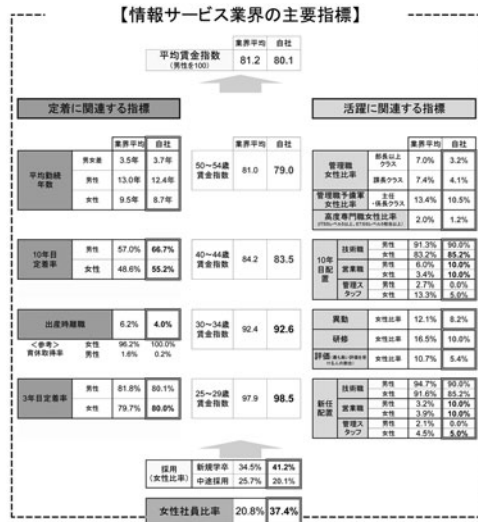 【情報サービス業界の主要指標】
業界平均 自社
平均賃金指数 81.2 80.1
(男性を100)
定着に関連する指標
業界平均 自社
平均勤続年数 男女差 3.5年 3.7年
男性 13.0年 12.4年
女性 9.5年 8.7年
10年目定着率 男性 57.0% 66.7%
女性 48.6% 55.2%
出産時離職 6.2% 4.0%
<参考> 女性 96.2% 100.0%
育休取得率 男性 1.6% 0.2%
3年目定着率 男性 81.8% 80.1%
女性 79.7% 80.0%
業界平均 自社
50~54歳 賃金指数 81.0 79.0
40~44歳 賃金指数 84.2 83.5
30~34歳 賃金指数 92.4 92.6
25~29歳 賃金指数 97.9 98.5
活躍に関連する指標
業界平均 自社
管理職女性比率 部長以上クラス 7.0% 3.2%
課長クラス 7.4% 4.1%
管理職予備軍女性比率 主任・係長クラス 13.4% 10.5%
高度専門職女性比率 2.0% 1.2%
10年目配置 技術職 男性 91.3% 90.0%
女性 83.2% 85.2%
営業職 男性 6.0% 10.0%
女性 3.4% 10.0%
管理スタッフ 男性 2.7% 0.0%
女性 13.3% 5.0%
異動 女性比率 12.1% 8.2%
研修 女性比率 16.5% 10.0%
評価 女性比率 10.7% 5.4%
新任配置 技術職 男性 94.7% 90.0%
女性 91.6% 85.2%
営業職 男性 3.2% 10.0%
女性 3.9% 10.0%
管理スタッフ 男性 2.1% 0.0%
女性 4.5% 5.0%
採用(女性比率) 新規学卒 34.5% 41.2%
中途採用 25.7% 20.1%
女性社員比率 20.8% 37.4%